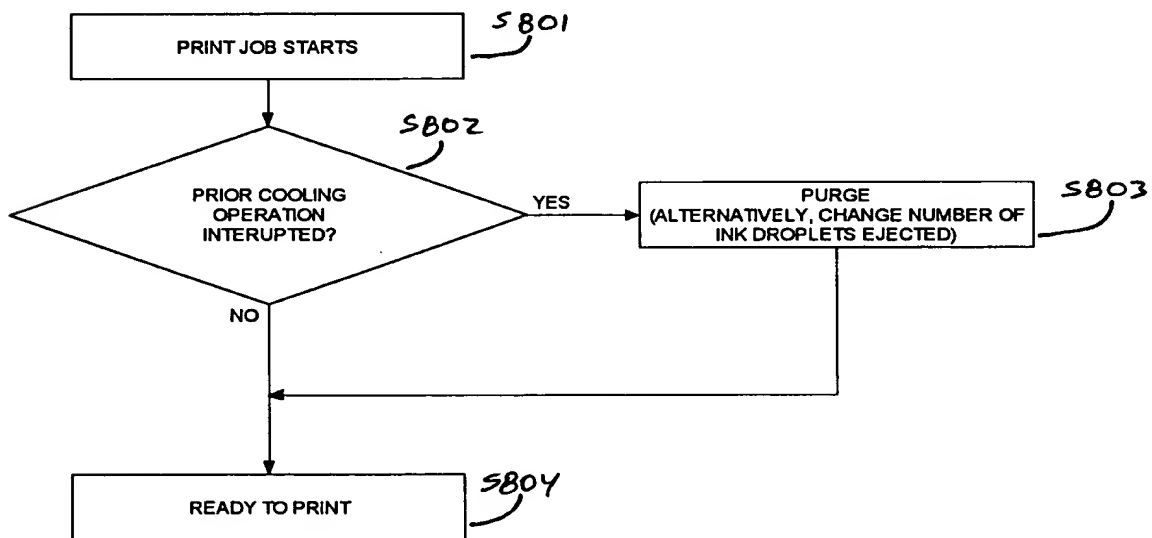 S801
PRINT JOB STARTS
S802
PRIOR COOLING
OPERATION
INTERUPTED?
YES
PURGE
(ALTERNATIVELY, CHANGE NUMBER OF
INK DROPLETS EJECTED)
S803
NO
S804
READY TO PRINT